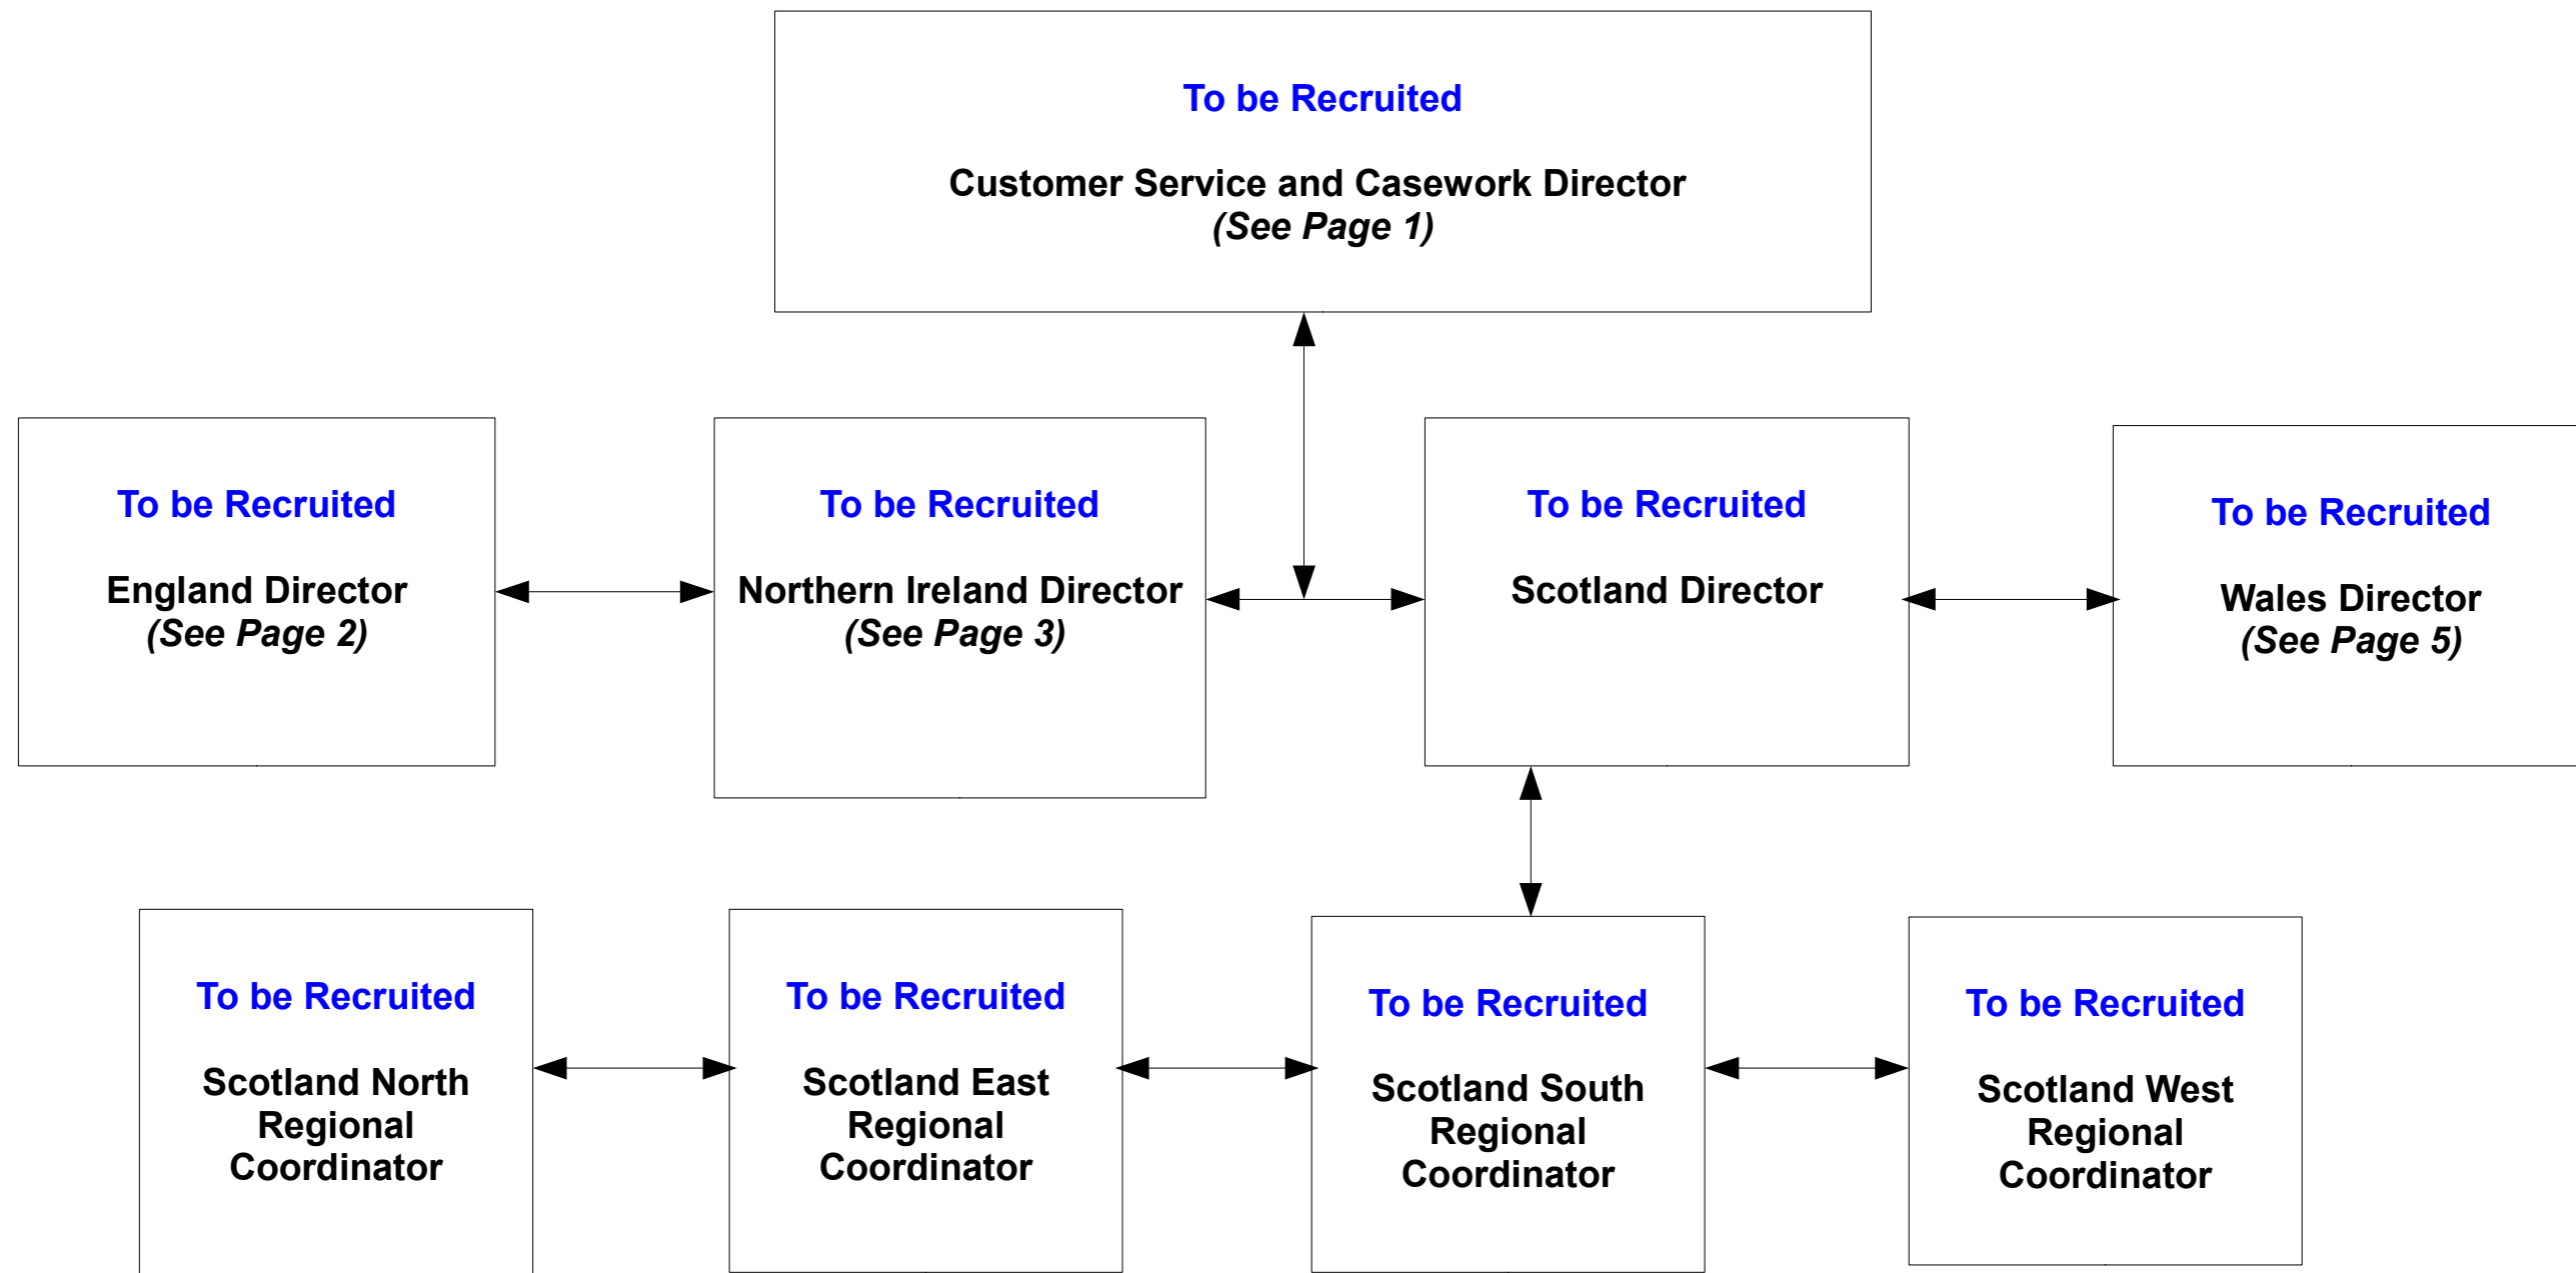 To be Recruited
Customer Service and Casework Director
(See Page 1)
To be Recruited
England Director
(See Page 2)
To be Recruited
Northern Ireland Director
(See Page 3)
To be Recruited
Scotland Director
To be Recruited
Wales Director
(See Page 5)
To be Recruited
Scotland North
Regional
Coordinator
To be Recruited
Scotland East
Regional
Coordinator
To be Recruited
Scotland South
Regional
Coordinator
To be Recruited
Scotland West
Regional
Coordinator